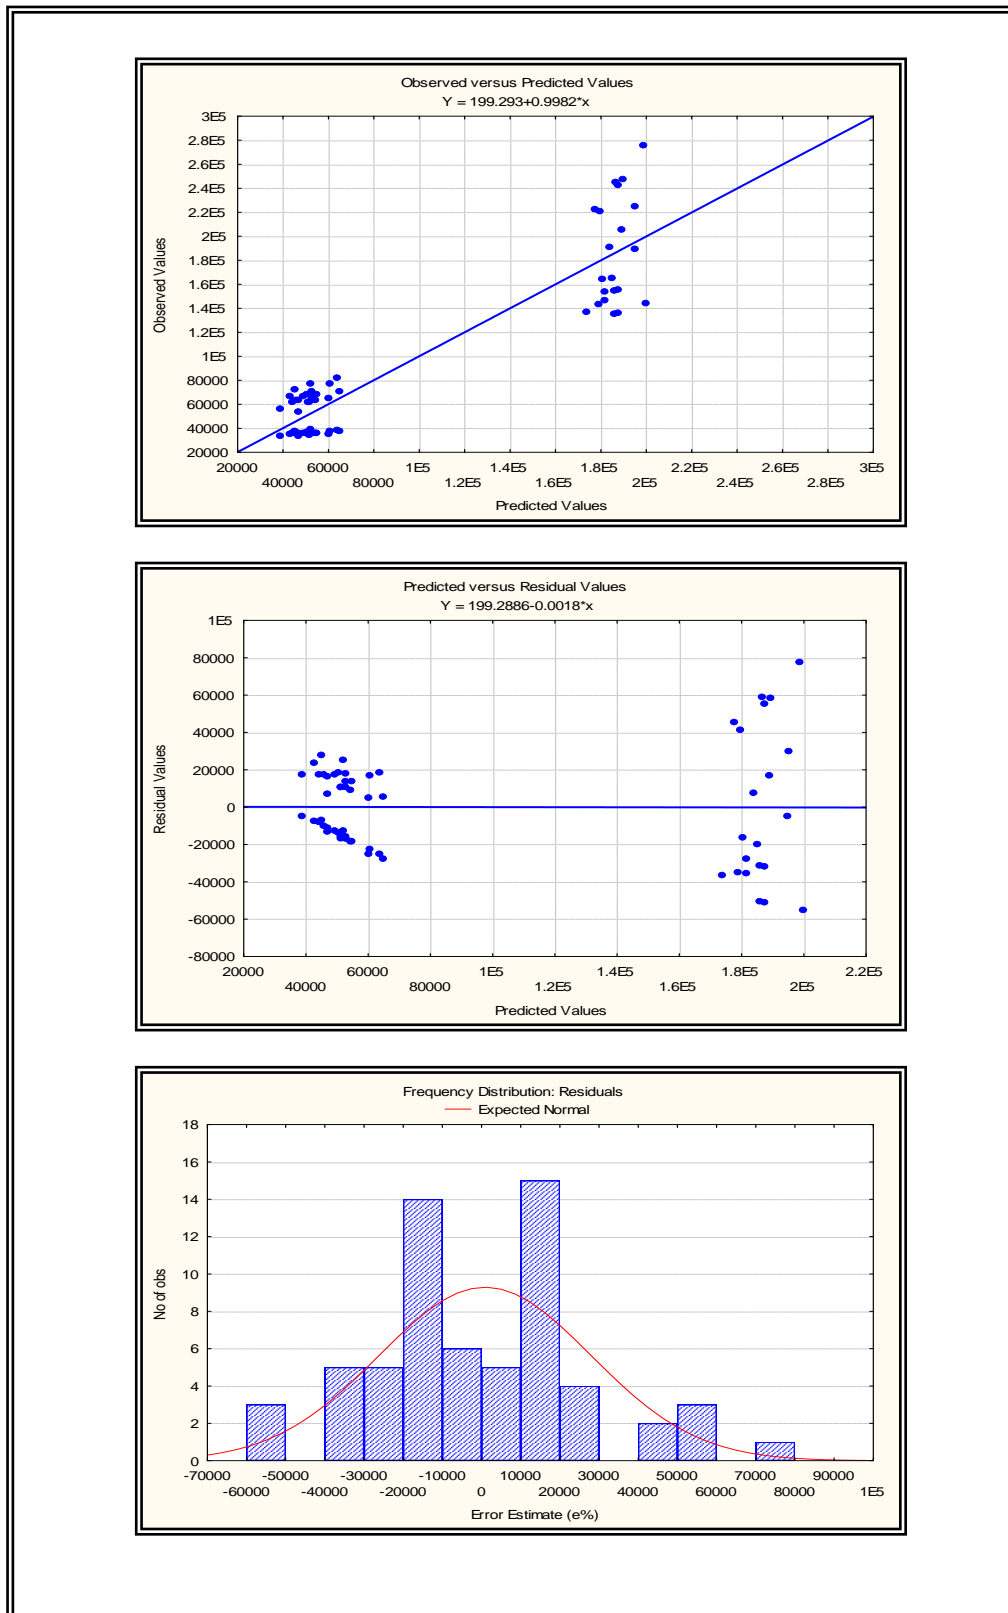 Observed versus Predicted Values
Y = 199.293+0.9982*x
3E5
2.8E5
2.6E5
2.4E5
2.2E5
2E5
1.8E5
1.6E5
1.4E5
1.2E5
1E5
80000
60000
40000
20000
Observed Values
20000 60000 1E5 1.4E5 1.8E5 2.2E5 2.6E5 3E5
40000 80000 1.2E5 1.6E5 2E5 2.4E5 2.8E5
Predicted Values
Predicted versus Residual Values
Y = 199.2886-0.0018*x
1E5
80000
60000
40000
20000
0
-20000
-40000
-60000
-80000
Residual Values
20000 60000 1E5 1.4E5 1.8E5 2.2E5
40000 80000 1.2E5 1.6E5 2E5
Predicted Values
Frequency Distribution: Residuals
Expected Normal
18
16
14
12
10
8
6
4
2
0
No of obs
-70000 -50000 -30000 -10000 10000 30000 50000 70000 90000
-60000 -40000 -20000 0 20000 40000 60000 80000 1E5
Error Estimate (e%)